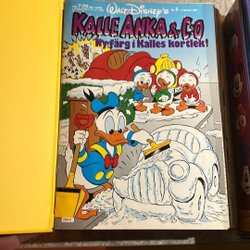 WALT DISNEY'S
KALLE ANKA & C:O
Ny färg i Kalles kortlek!